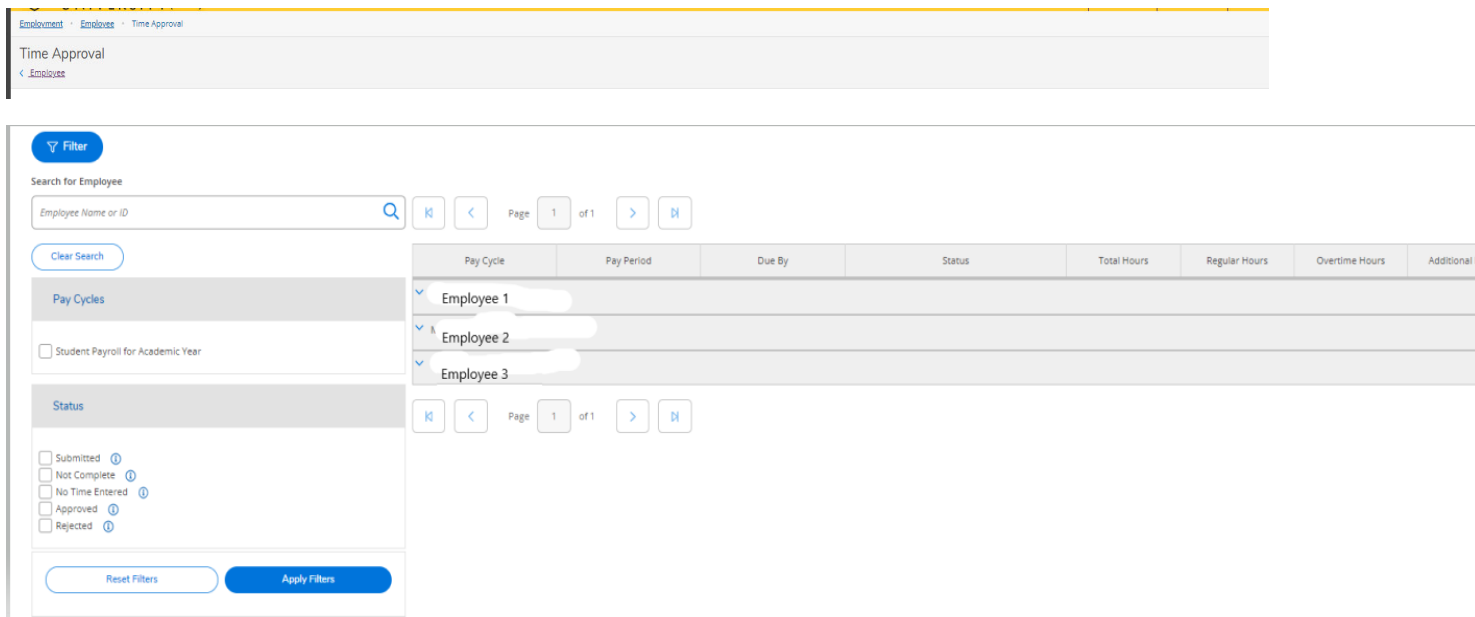 Employment · Employee · Time Approval
Time Approval
Employee
Filter
Search for Employee
Employee Name or ID
Page 1 of 1
Clear Search
Pay Cycle Pay Period Due By Status Total Hours Regular Hours Overtime Hours Additional
Pay Cycles
Employee 1
Employee 2
Student Payroll for Academic Year
Employee 3
Status
Page 1 of 1
Submitted
Not Complete
No Time Entered
Approved
Rejected
Reset Filters Apply Filters